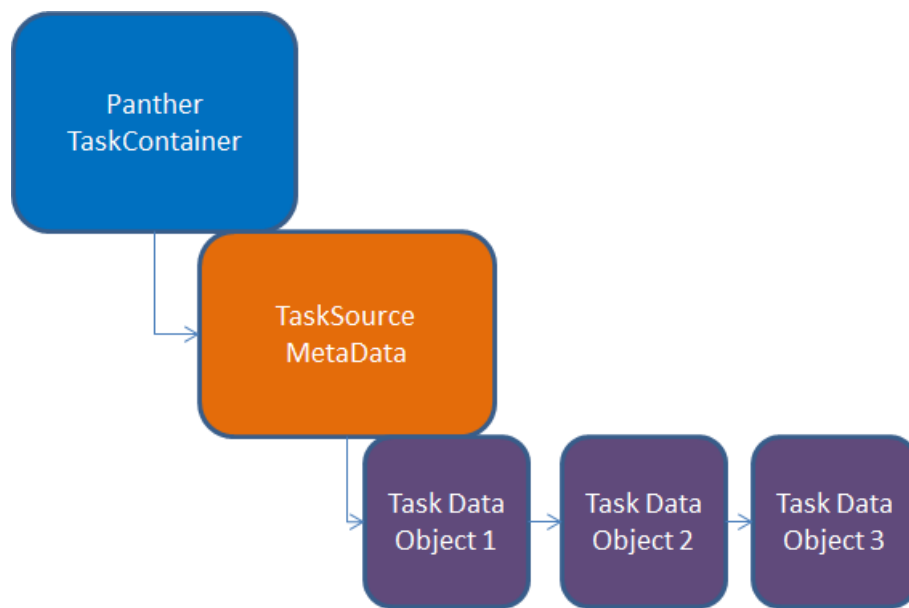 Panther
TaskContainer
TaskSource
MetaData
Task Data
Object 1
Task Data
Object 2
Task Data
Object 3